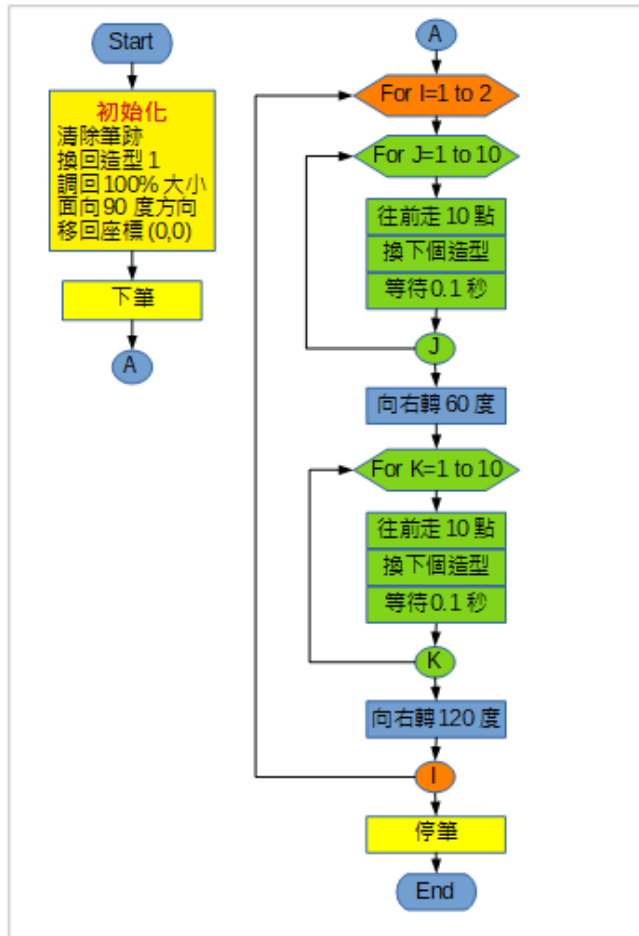 Start
初始化
清除筆跡
換回造型 1
調回 100% 大小
面向 90 度方向
移回座標 (0,0)
下筆
A
A
For I=1 to 2
For J=1 to 10
往前走 10 點
換下個造型
等待 0.1 秒
J
向右轉 60 度
For K=1 to 10
往前走 10 點
換下個造型
等待 0.1 秒
K
向右轉 120 度
I
停筆
End